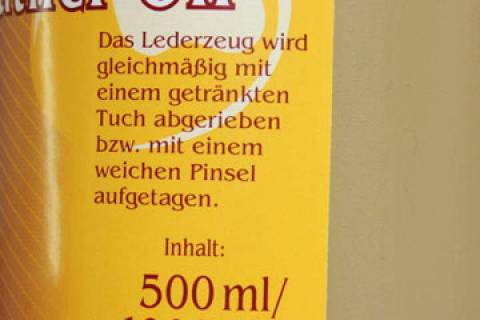 Das Lederzeug wird
gleichmäßig mit
einem getränkten
Tuch abgerieben
bzw. mit einem
weichen Pinsel
aufgetagen.
Inhalt:
500 ml/